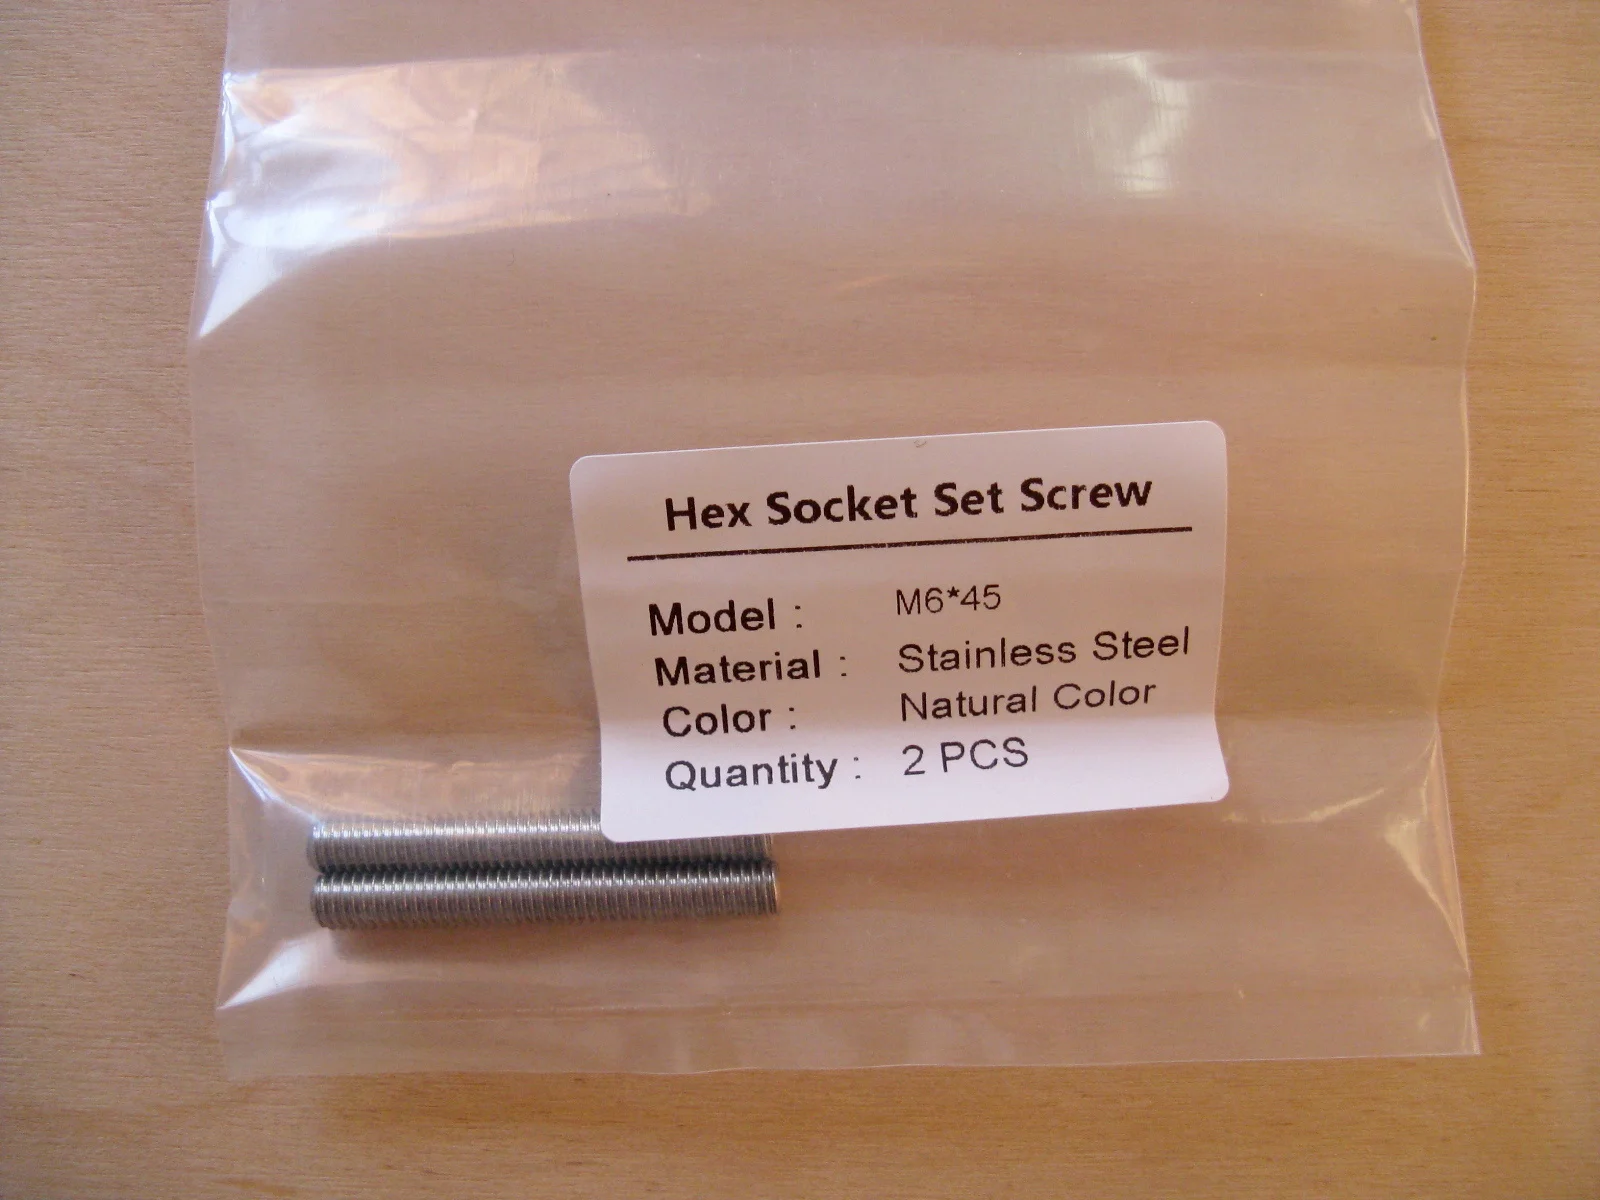 Hex Socket Set Screw
Model : M6*45
Material : Stainless Steel
Color : Natural Color
Quantity : 2 PCS